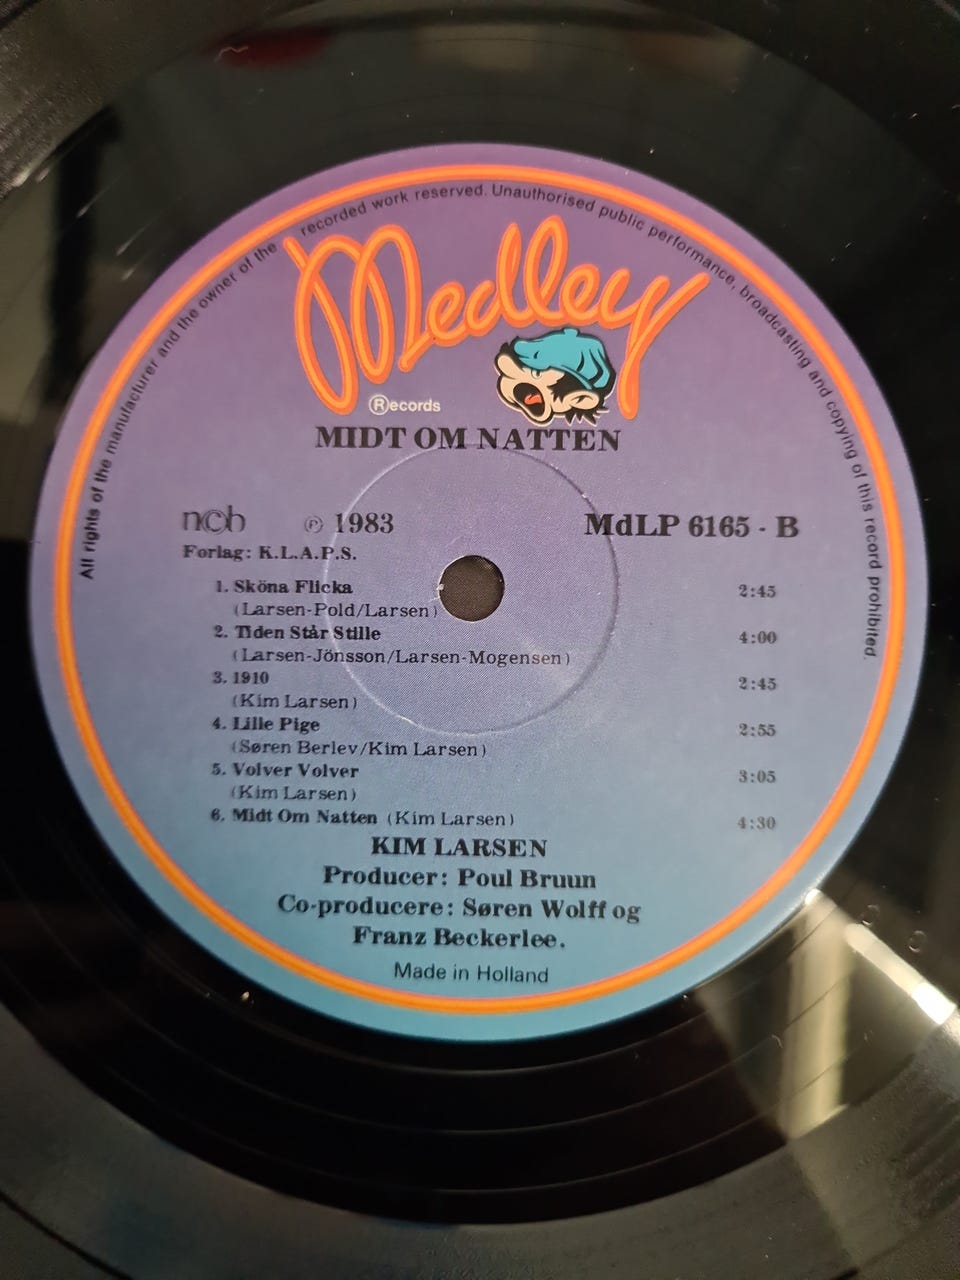 All rights of the manufacturer and the owner of the recorded work reserved. Unauthorised public performance, broadcasting and copying of this record prohibited.
Medley
®ecords
MIDT OM NATTEN
ncb ℗ 1983 MdLP 6165 - B
Forlag: K.L.A.P.S.
1. Sköna Flicka 2:45
(Larsen-Pold/Larsen)
2. Tiden Står Stille 4:00
(Larsen-Jönsson/Larsen-Mogensen)
3. 1910 2:45
(Kim Larsen)
4. Lille Pige 2:55
(Søren Berlev/Kim Larsen)
5. Volver Volver 3:05
(Kim Larsen)
6. Midt Om Natten (Kim Larsen) 4:30
KIM LARSEN
Producer: Poul Bruun
Co-producere: Søren Wolff og
Franz Beckerlee.
Made in Holland